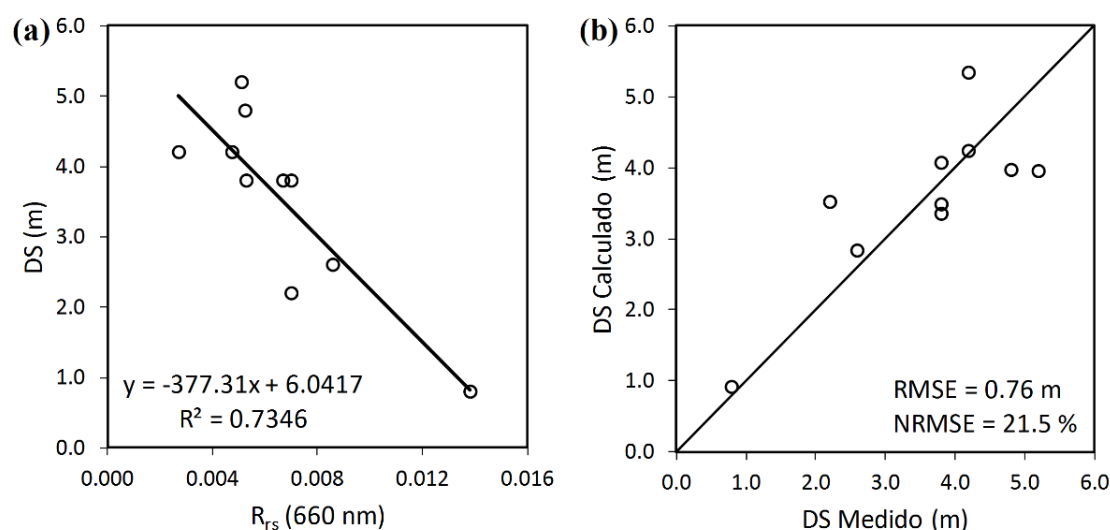 (a)
6.0
5.0
4.0
3.0
2.0
1.0
0.0
DS (m)
y = -377.31x + 6.0417
R² = 0.7346
0.000 0.004 0.008 0.012 0.016
Rrs (660 nm)
(b)
6.0
5.0
4.0
3.0
2.0
1.0
0.0
DS Calculado (m)
RMSE = 0.76 m
NRMSE = 21.5 %
0.0 1.0 2.0 3.0 4.0 5.0 6.0
DS Medido (m)